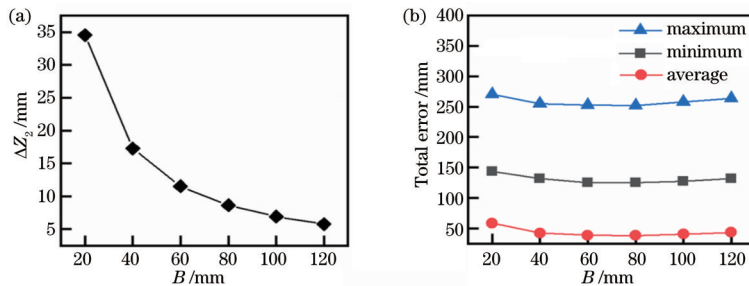 (a)
35
30
25
20
15
10
5
ΔZ₂/mm
20 40 60 80 100 120
B/mm
(b)
400
350
300
250
200
150
100
50
Total error/mm
maximum
minimum
average
20 40 60 80 100 120
B/mm